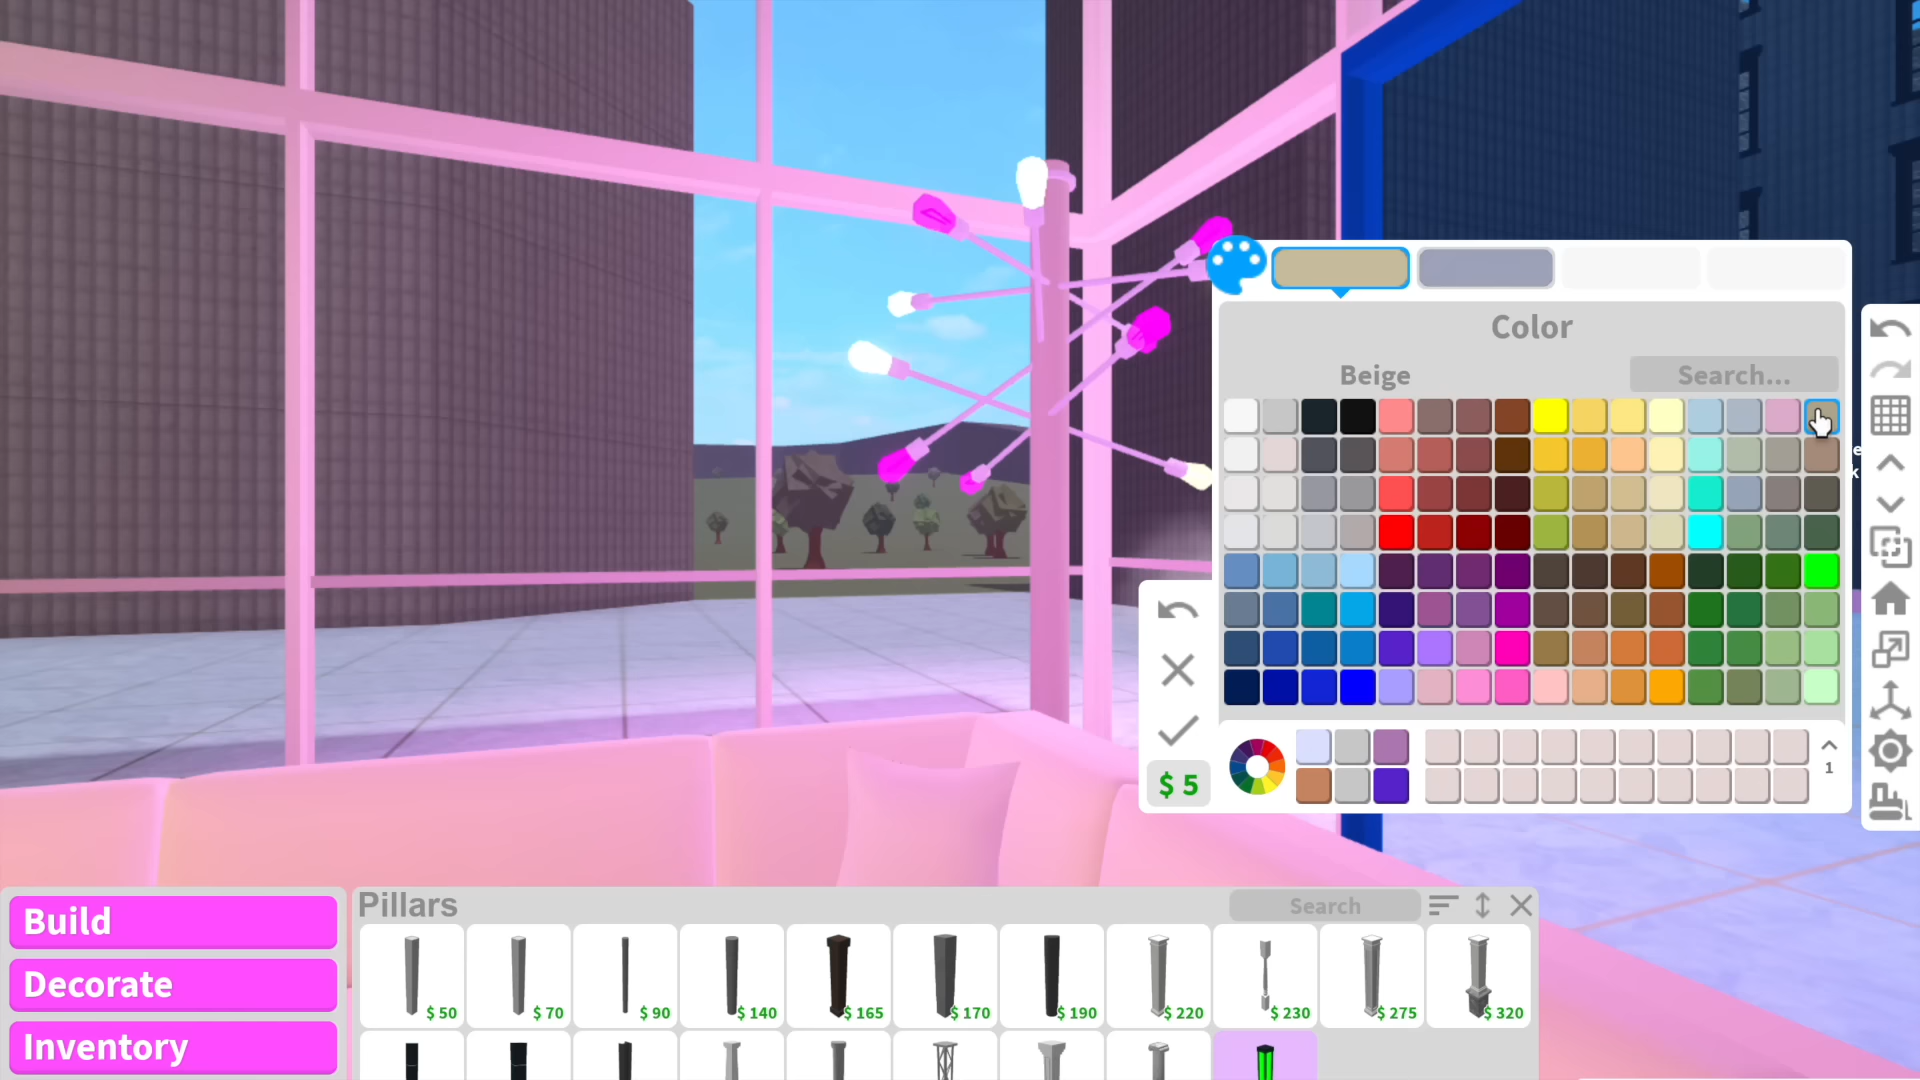 Color
Beige
Search...
e
k
$ 5
1
Build
Decorate
Inventory
Pillars
Search
$ 50
$ 70
$ 90
$ 140
$ 165
$ 170
$ 190
$ 220
$ 230
$ 275
$ 320